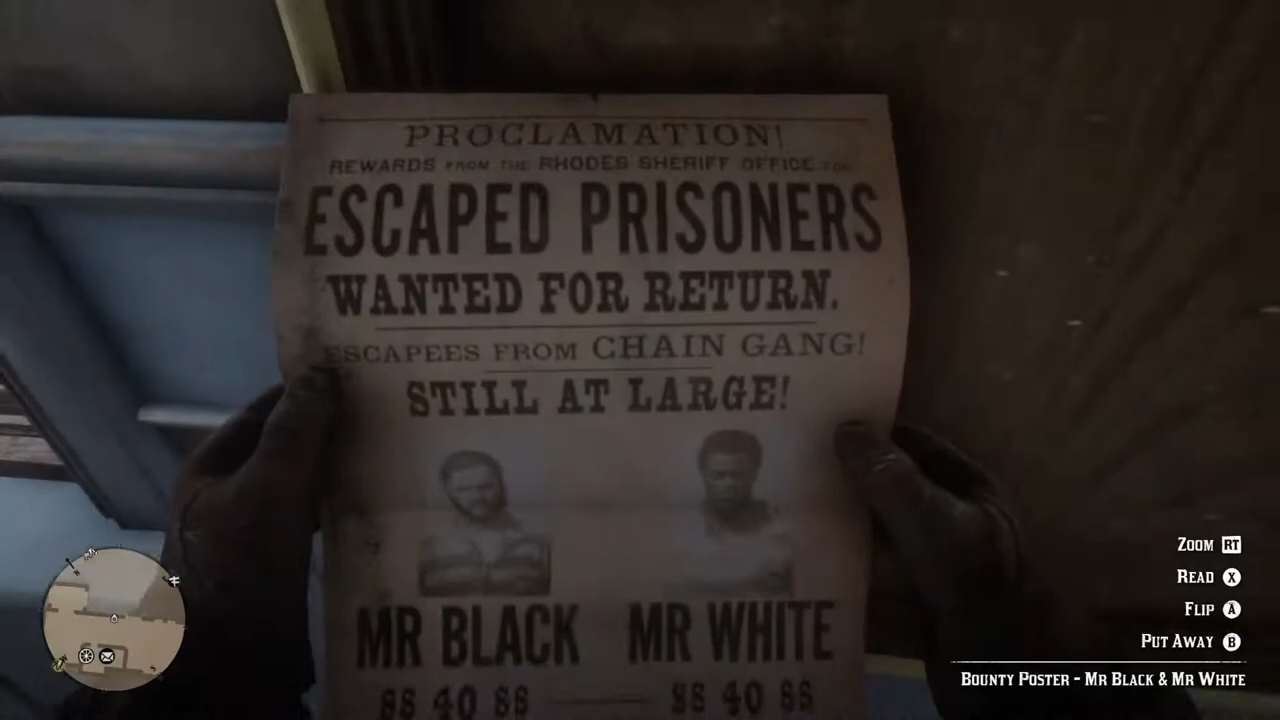 PROCLAMATION!
REWARDS FROM THE RHODES SHERIFF OFFICE FOR
ESCAPED PRISONERS
WANTED FOR RETURN.
ESCAPEES FROM CHAIN GANG!
STILL AT LARGE!
MR BLACK MR WHITE
$$ 40 $$ $$ 40 $$
ZOOM RT
READ X
FLIP A
PUT AWAY B
BOUNTY POSTER - MR BLACK & MR WHITE